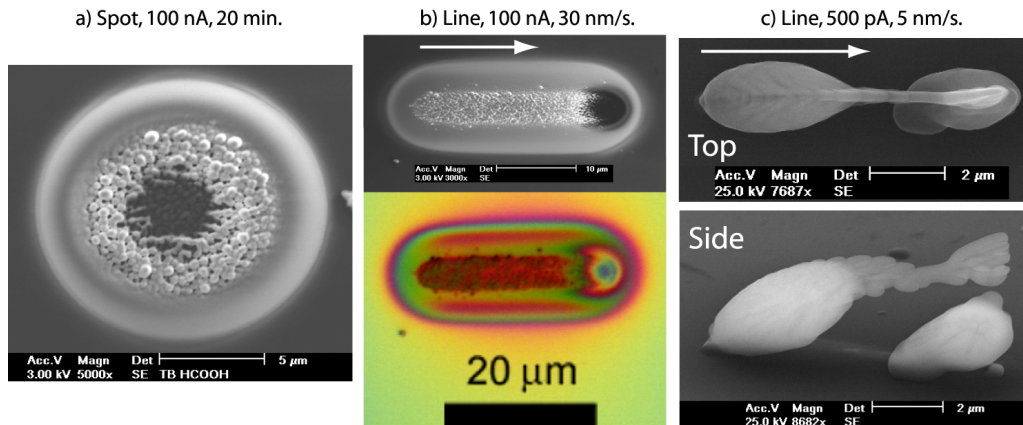 a) Spot, 100 nA, 20 min.
b) Line, 100 nA, 30 nm/s.
c) Line, 500 pA, 5 nm/s.
Acc.V Magn Det 5 µm
3.00 kV 5000x SE TB HCOOH
Acc.V Magn Det 10 µm
3.00 kV 3000x SE
20 µm
Top
Acc.V Magn Det 2 µm
25.0 kV 7687x SE
Side
Acc.V Magn Det 2 µm
25.0 kV 8682x SE